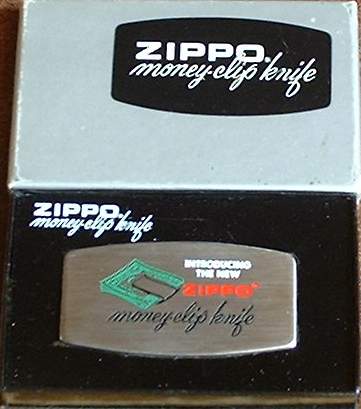 ZIPPO®
money-clip knife
ZIPPO®
money-clip knife
INTRODUCING
THE NEW
ZIPPO®
money-clip knife